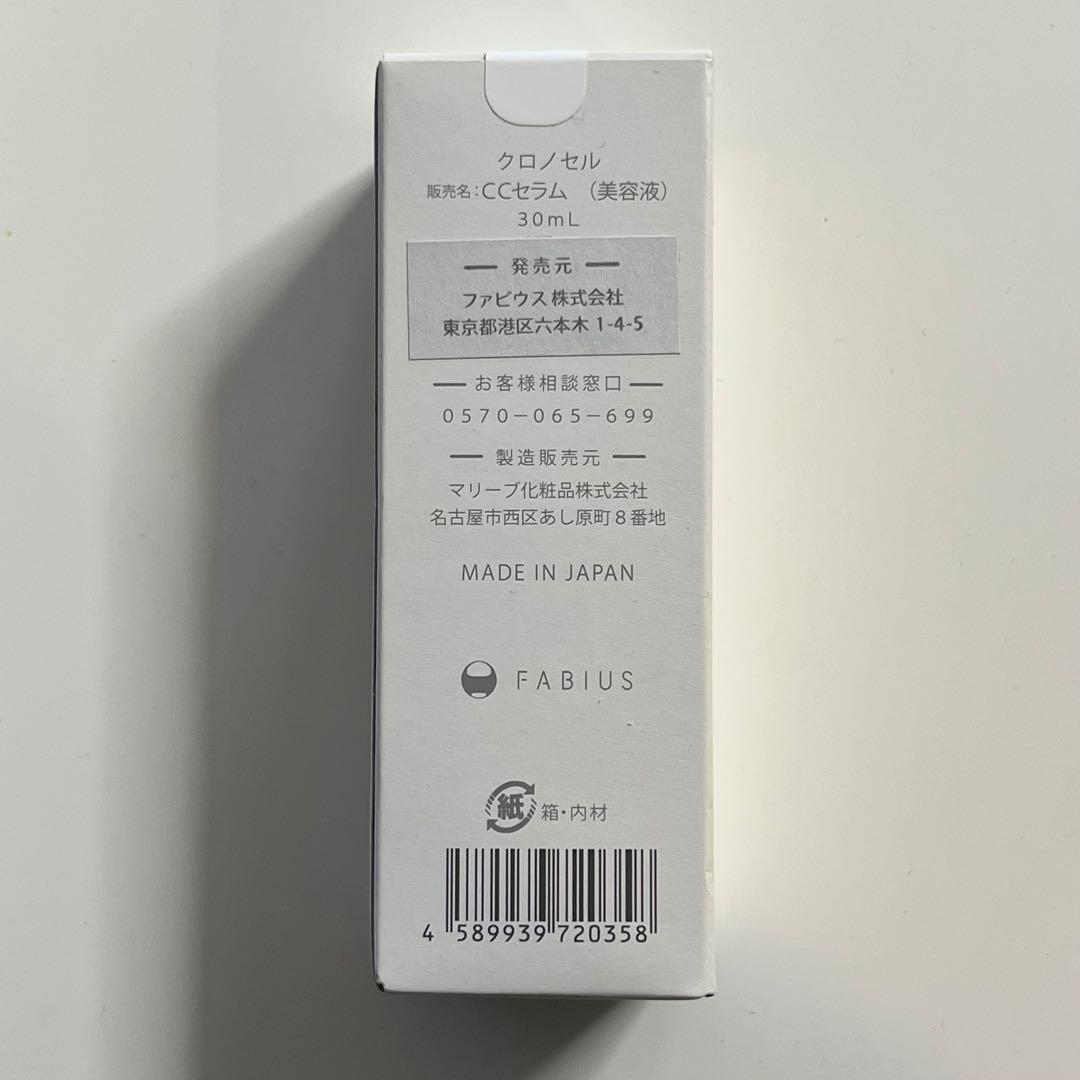 クロノセル
販売名：CCセラム （美容液）
30mL
発売元
ファビウス 株式会社
東京都港区六本木 1-4-5
お客様相談窓口
0570−065−699
製造販売元
マリーブ化粧品株式会社
名古屋市西区あし原町８番地
MADE IN JAPAN
FABIUS
紙 箱・内材
4 589939 720358